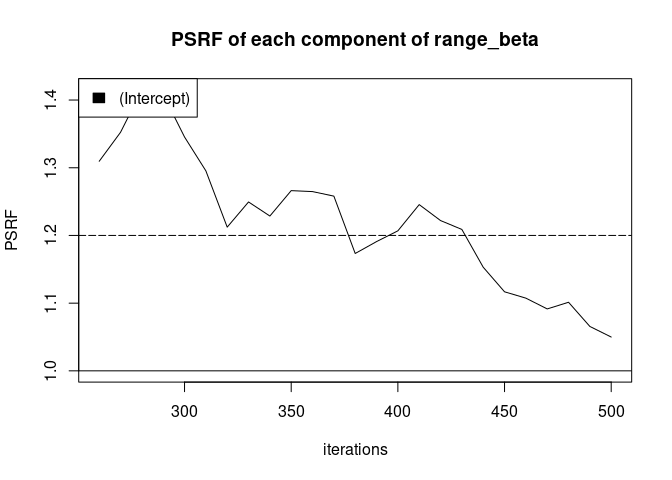 PSRF of each component of range_beta
(Intercept)
PSRF
1.4
1.3
1.2
1.1
1.0
300 350 400 450 500
iterations